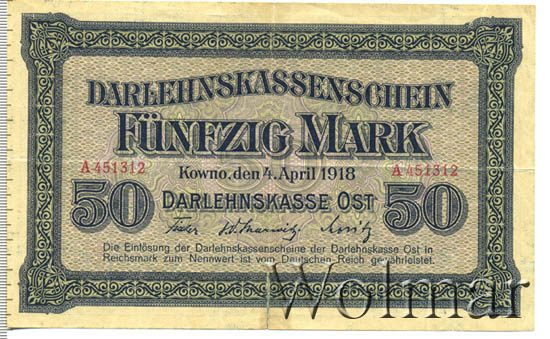 DARLEHNSKASSENSCHEIN
FÜNFZIG MARK
A 451312 A 451312
Kowno, den 4. April 1918
50 DARLEHNSKASSE OST 50
Die Einlösung der Darlehnskassenscheine der Darlehnskasse Ost in
Reichsmark zum Nennwert ist vom Deutschen Reich gewährleistet.
Wolmar